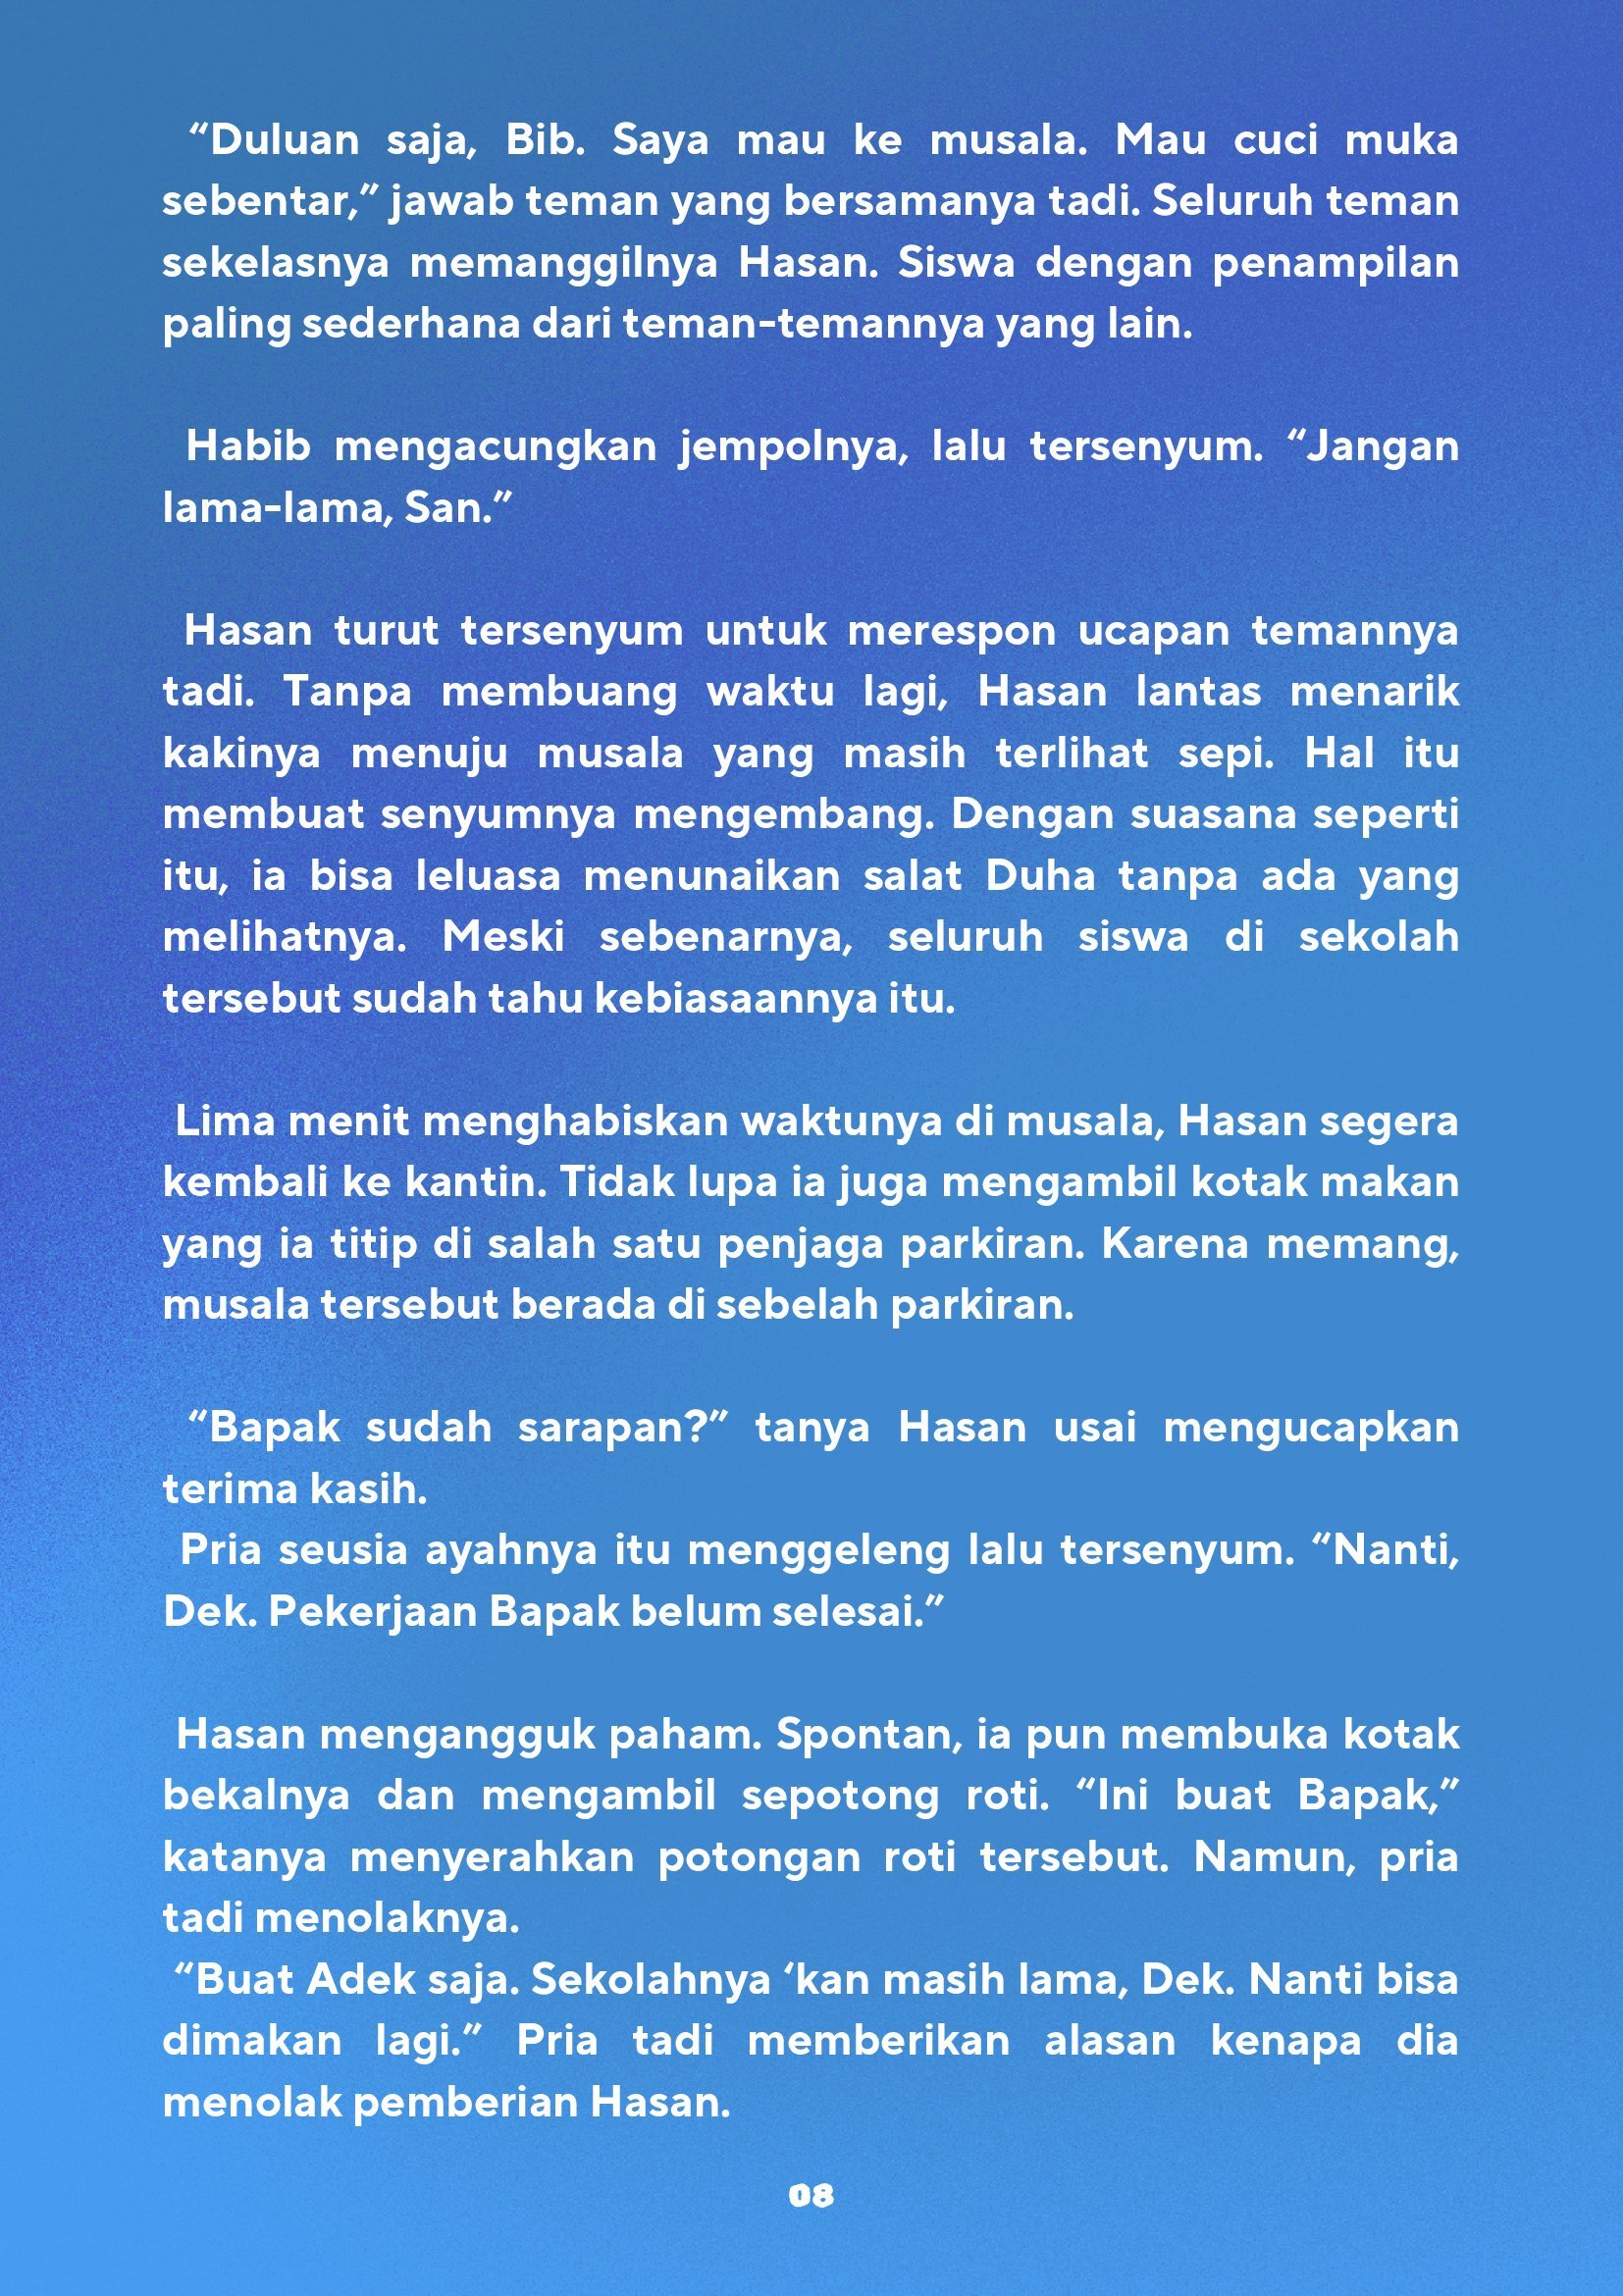 “Duluan saja, Bib. Saya mau ke musala. Mau cuci muka
sebentar,” jawab teman yang bersamanya tadi. Seluruh teman
sekelasnya memanggilnya Hasan. Siswa dengan penampilan
paling sederhana dari teman-temannya yang lain.
Habib mengacungkan jempolnya, lalu tersenyum. “Jangan
lama-lama, San.”
Hasan turut tersenyum untuk merespon ucapan temannya
tadi. Tanpa membuang waktu lagi, Hasan lantas menarik
kakinya menuju musala yang masih terlihat sepi. Hal itu
membuat senyumnya mengembang. Dengan suasana seperti
itu, ia bisa leluasa menunaikan salat Duha tanpa ada yang
melihatnya. Meski sebenarnya, seluruh siswa di sekolah
tersebut sudah tahu kebiasaannya itu.
Lima menit menghabiskan waktunya di musala, Hasan segera
kembali ke kantin. Tidak lupa ia juga mengambil kotak makan
yang ia titip di salah satu penjaga parkiran. Karena memang,
musala tersebut berada di sebelah parkiran.
“Bapak sudah sarapan?” tanya Hasan usai mengucapkan
terima kasih.
Pria seusia ayahnya itu menggeleng lalu tersenyum. “Nanti,
Dek. Pekerjaan Bapak belum selesai.”
Hasan mengangguk paham. Spontan, ia pun membuka kotak
bekalnya dan mengambil sepotong roti. “Ini buat Bapak,”
katanya menyerahkan potongan roti tersebut. Namun, pria
tadi menolaknya.
“Buat Adek saja. Sekolahnya ‘kan masih lama, Dek. Nanti bisa
dimakan lagi.” Pria tadi memberikan alasan kenapa dia
menolak pemberian Hasan.
08